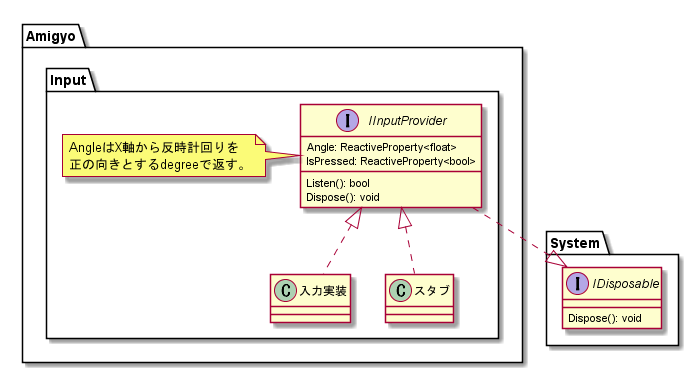 Amigyo
Input
I IInputProvider
Angle: ReactiveProperty<float>
IsPressed: ReactiveProperty<bool>
Listen(): bool
Dispose(): void
AngleはX軸から反時計回りを
正の向きとするdegreeで返す。
C 入力実装
C スタブ
System
I IDisposable
Dispose(): void